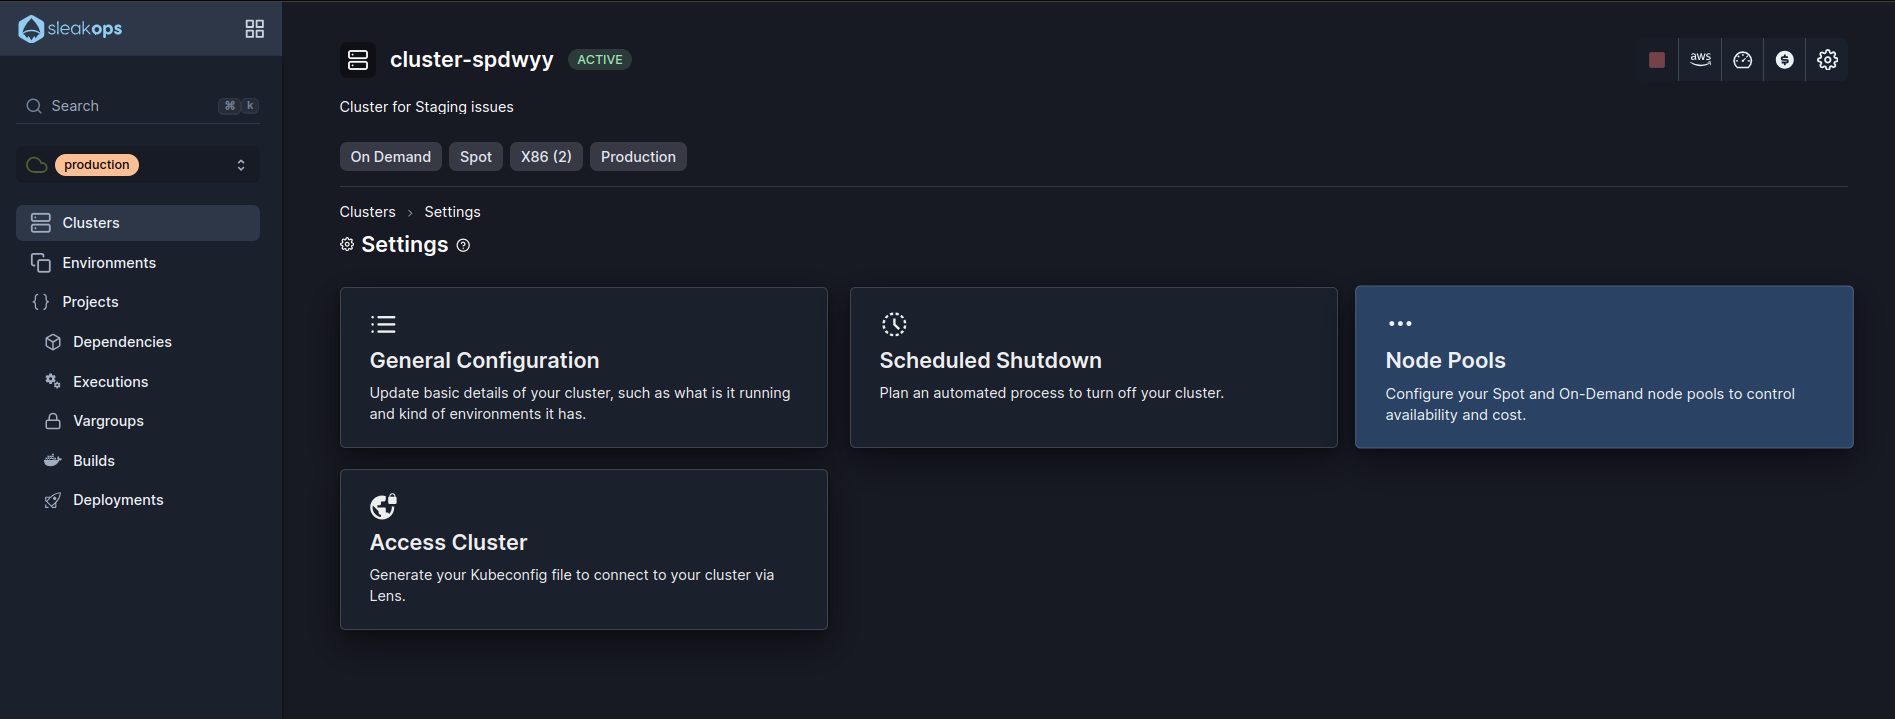 sleakops
Search ⌘ k
production
Clusters
Environments
Projects
Dependencies
Executions
Vargroups
Builds
Deployments
cluster-spdwyy ACTIVE
aws
Cluster for Staging issues
On Demand Spot X86 (2) Production
Clusters › Settings
Settings
General Configuration
Update basic details of your cluster, such as what is it running
and kind of environments it has.
Scheduled Shutdown
Plan an automated process to turn off your cluster.
Node Pools
Configure your Spot and On-Demand node pools to control
availability and cost.
Access Cluster
Generate your Kubeconfig file to connect to your cluster via
Lens.